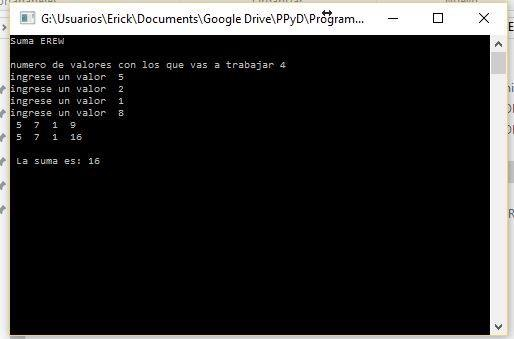 G:\Usuarios\Erick\Documents\Google Drive\PPyD\Program...
Suma EREW
numero de valores con los que vas a trabajar 4
ingrese un valor  5
ingrese un valor  2
ingrese un valor  1
ingrese un valor  8
5  7  1  9
5  7  1  16
La suma es: 16